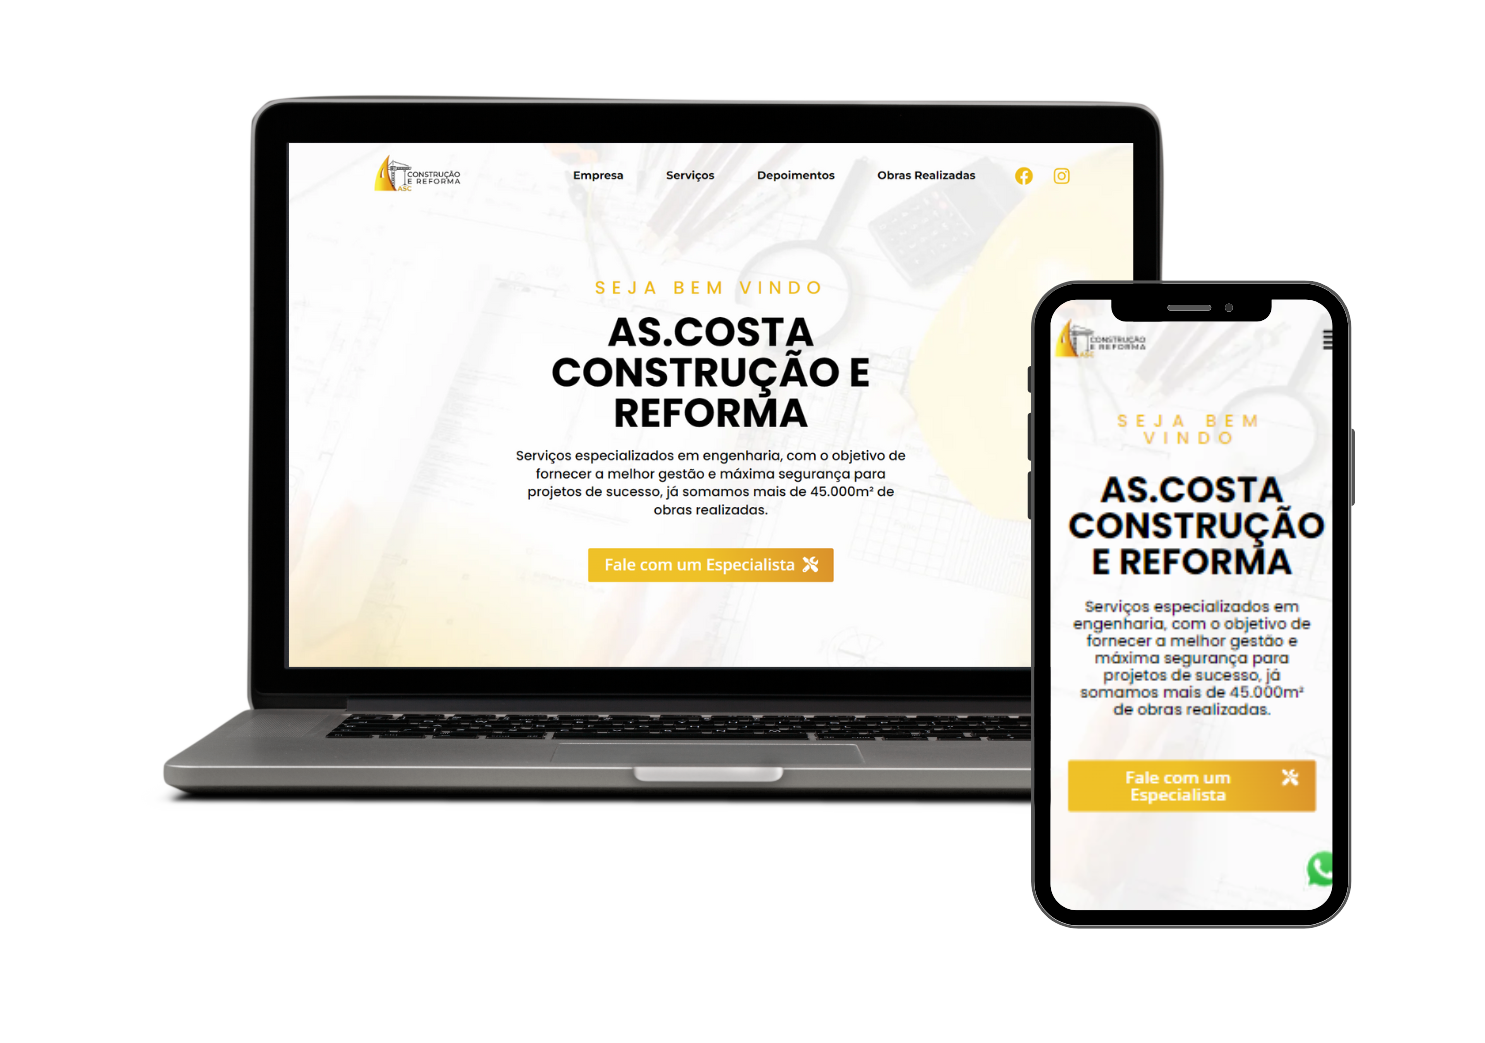 CONSTRUÇÃO
E REFORMA
ASC
Empresa
Serviços
Depoimentos
Obras Realizadas
SEJA BEM VINDO
AS.COSTA
CONSTRUÇÃO E
REFORMA
Serviços especializados em engenharia, com o objetivo de
fornecer a melhor gestão e máxima segurança para
projetos de sucesso, já somamos mais de 45.000m² de
obras realizadas.
Fale com um Especialista
CONSTRUÇÃO
E REFORMA
ASC
SEJA BEM
VINDO
AS.COSTA
CONSTRUÇÃO
E REFORMA
Serviços especializados em
engenharia, com o objetivo de
fornecer a melhor gestão e
máxima segurança para
projetos de sucesso, já
somamos mais de 45.000m²
de obras realizadas.
Fale com um
Especialista